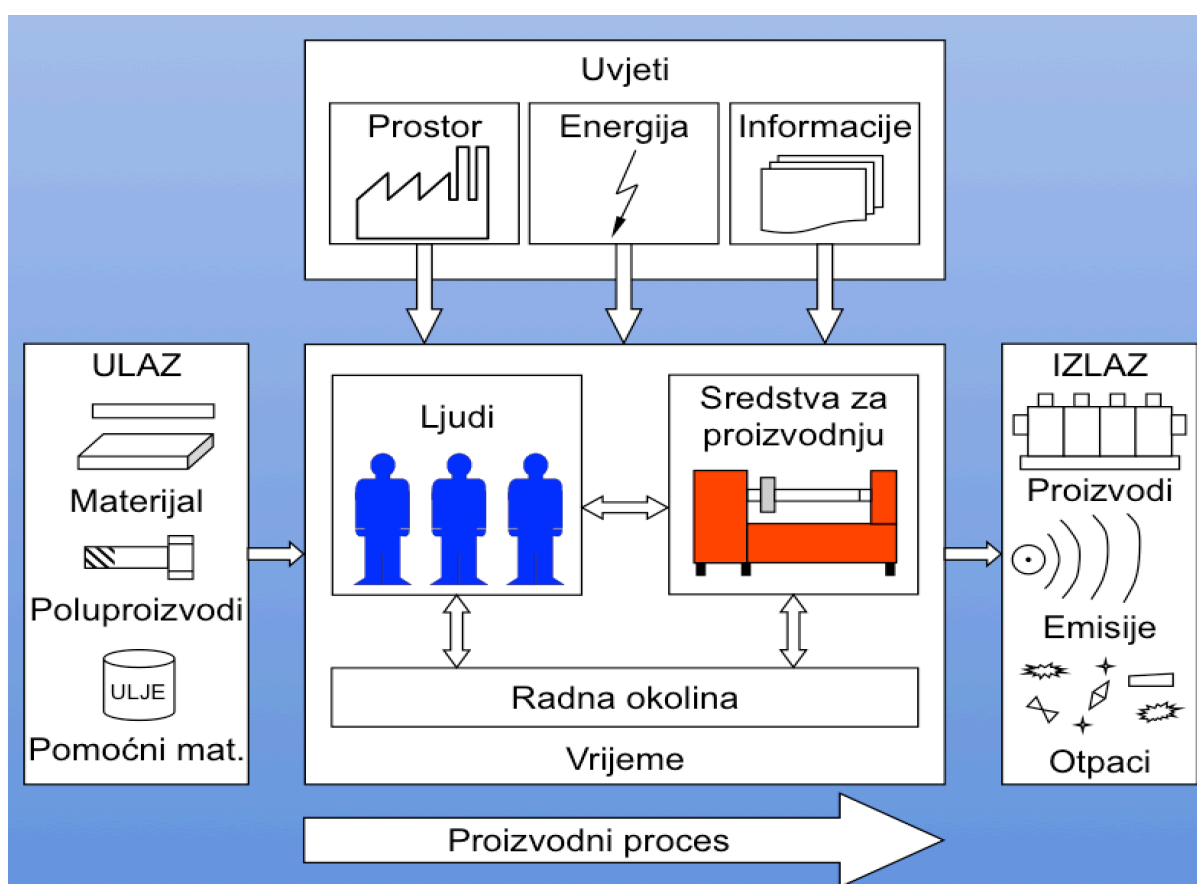 Uvjeti
Prostor
Energija
Informacije
ULAZ
Materijal
Poluproizvodi
ULJE
Pomoćni mat.
Ljudi
Sredstva za
proizvodnju
Radna okolina
Vrijeme
IZLAZ
Proizvodi
Emisije
Otpaci
Proizvodni proces